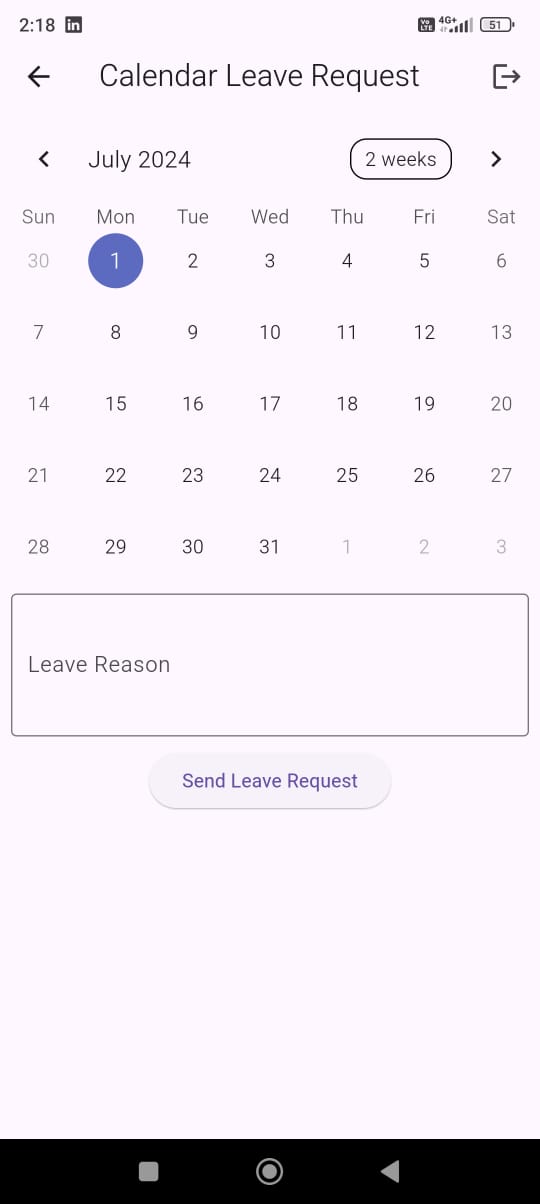 2:18 in Vo LTE 4G+ 51
Calendar Leave Request
July 2024 2 weeks
Sun Mon Tue Wed Thu Fri Sat
30 1 2 3 4 5 6
7 8 9 10 11 12 13
14 15 16 17 18 19 20
21 22 23 24 25 26 27
28 29 30 31 1 2 3
Leave Reason
Send Leave Request